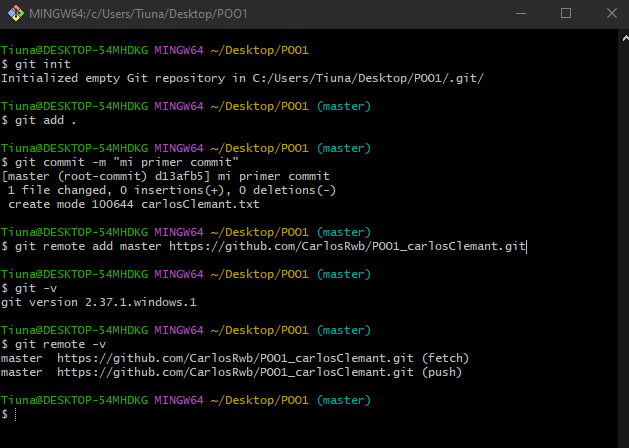 MINGW64:/c/Users/Tiuna/Desktop/POO1
Tiuna@DESKTOP-54MHDKG MINGW64 ~/Desktop/POO1
$ git init
Initialized empty Git repository in C:/Users/Tiuna/Desktop/POO1/.git/
Tiuna@DESKTOP-54MHDKG MINGW64 ~/Desktop/POO1 (master)
$ git add .
Tiuna@DESKTOP-54MHDKG MINGW64 ~/Desktop/POO1 (master)
$ git commit -m "mi primer commit"
[master (root-commit) d13afb5] mi primer commit
1 file changed, 0 insertions(+), 0 deletions(-)
create mode 100644 carlosClemant.txt
Tiuna@DESKTOP-54MHDKG MINGW64 ~/Desktop/POO1 (master)
$ git remote add master https://github.com/CarlosRwb/POO1_carlosClemant.git
Tiuna@DESKTOP-54MHDKG MINGW64 ~/Desktop/POO1 (master)
$ git -v
git version 2.37.1.windows.1
Tiuna@DESKTOP-54MHDKG MINGW64 ~/Desktop/POO1 (master)
$ git remote -v
master  https://github.com/CarlosRwb/POO1_carlosClemant.git (fetch)
master  https://github.com/CarlosRwb/POO1_carlosClemant.git (push)
Tiuna@DESKTOP-54MHDKG MINGW64 ~/Desktop/POO1 (master)
$